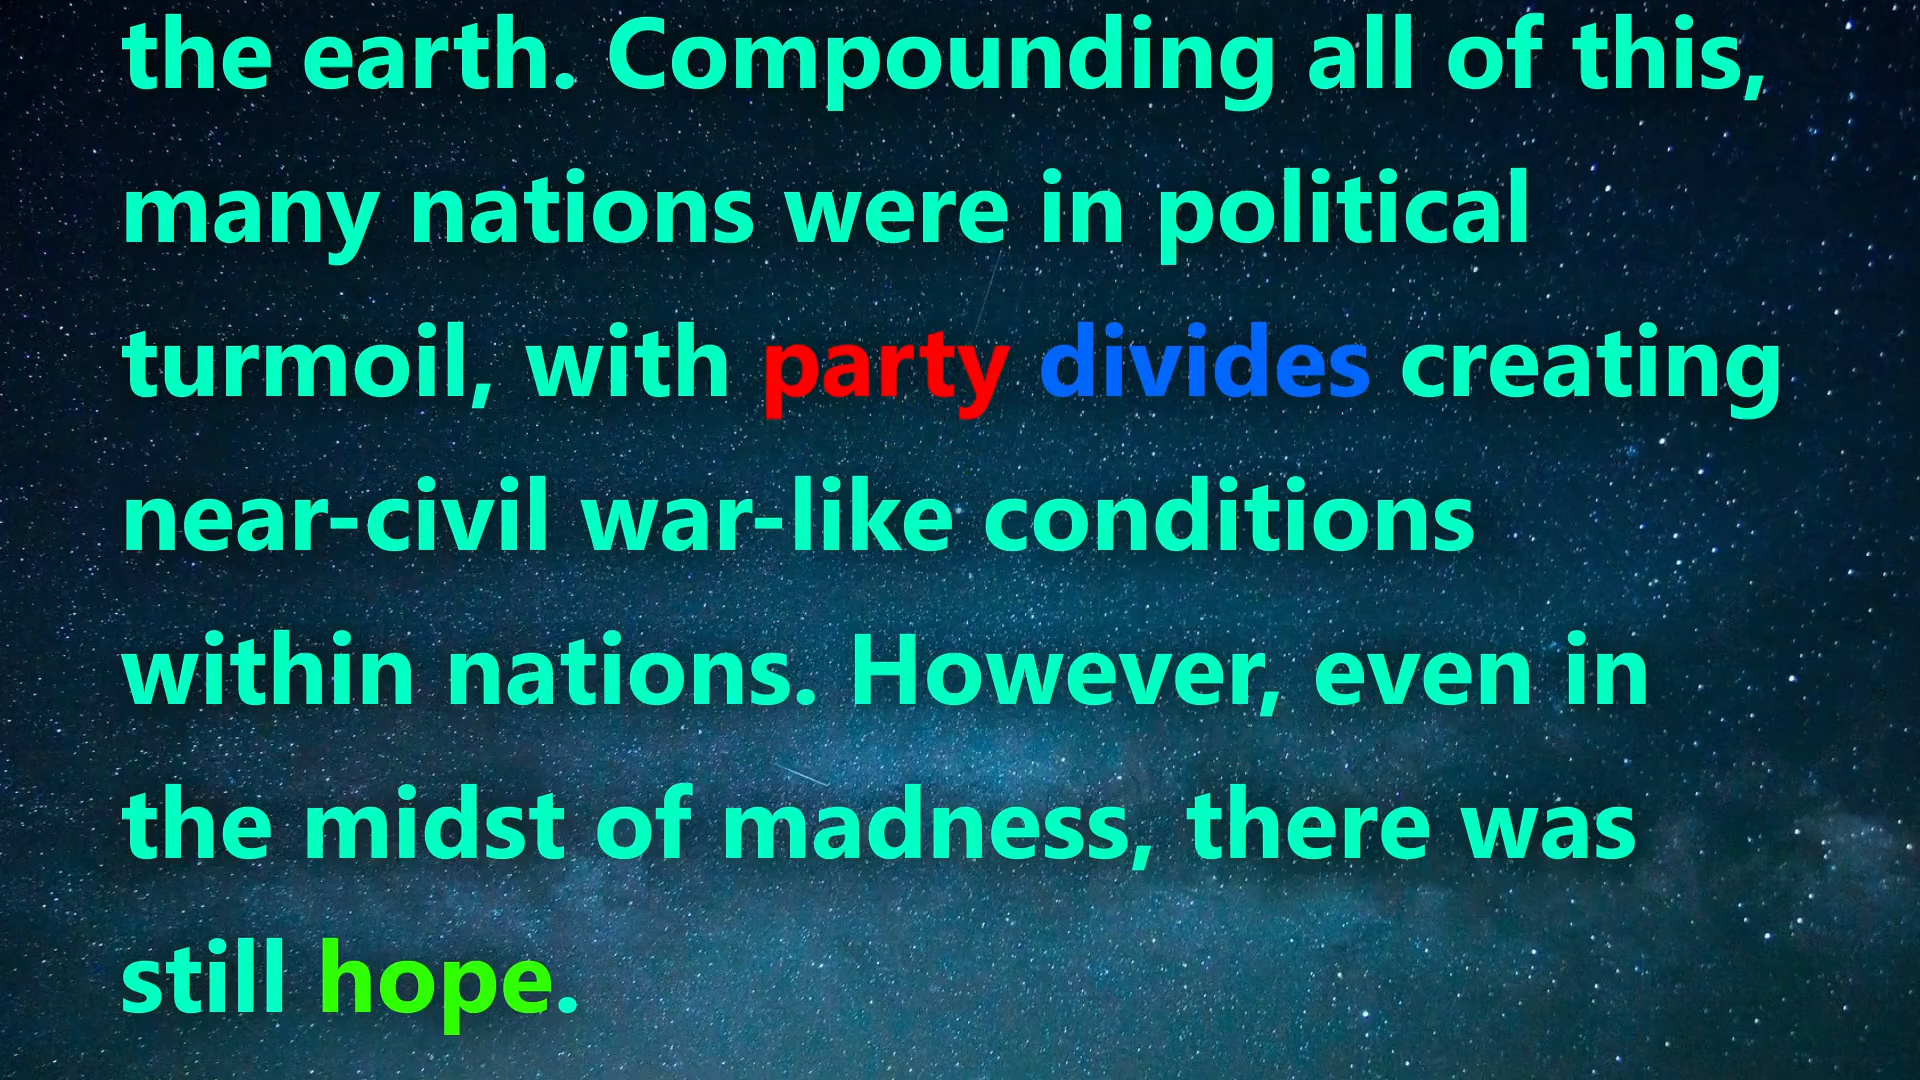 the earth. Compounding all of this,
many nations were in political
turmoil, with party divides creating
near-civil war-like conditions
within nations. However, even in
the midst of madness, there was
still hope.